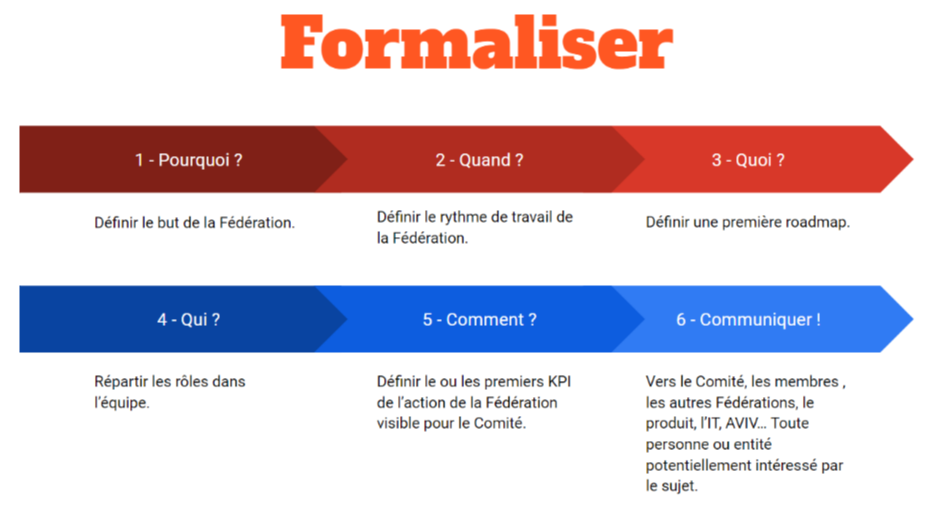 Formaliser
1 - Pourquoi ?
2 - Quand ?
3 - Quoi ?
Définir le but de la Fédération.
Définir le rythme de travail de
la Fédération.
Définir une première roadmap.
4 - Qui ?
5 - Comment ?
6 - Communiquer !
Répartir les rôles dans
l'équipe.
Définir le ou les premiers KPI
de l'action de la Fédération
visible pour le Comité.
Vers le Comité, les membres ,
les autres Fédérations, le
produit, l'IT, AVIV... Toute
personne ou entité
potentiellement intéressé par
le sujet.